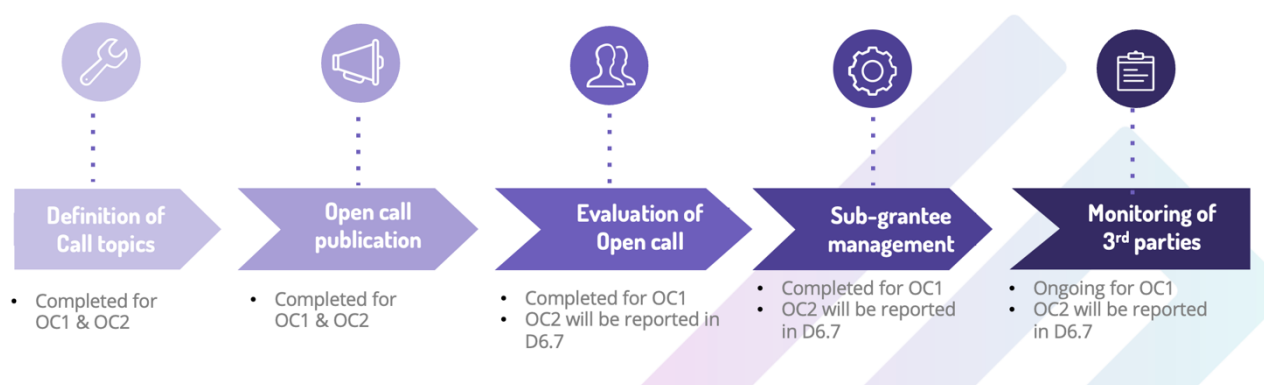 Definition of
Call topics
Open call
publication
Evaluation of
Open call
Sub-grantee
management
Monitoring of
3rd parties
• Completed for
OC1 & OC2
• Completed for
OC1 & OC2
• Completed for OC1
• OC2 will be reported in
D6.7
• Completed for OC1
• OC2 will be reported
in D6.7
• Ongoing for OC1
• OC2 will be reported
in D6.7